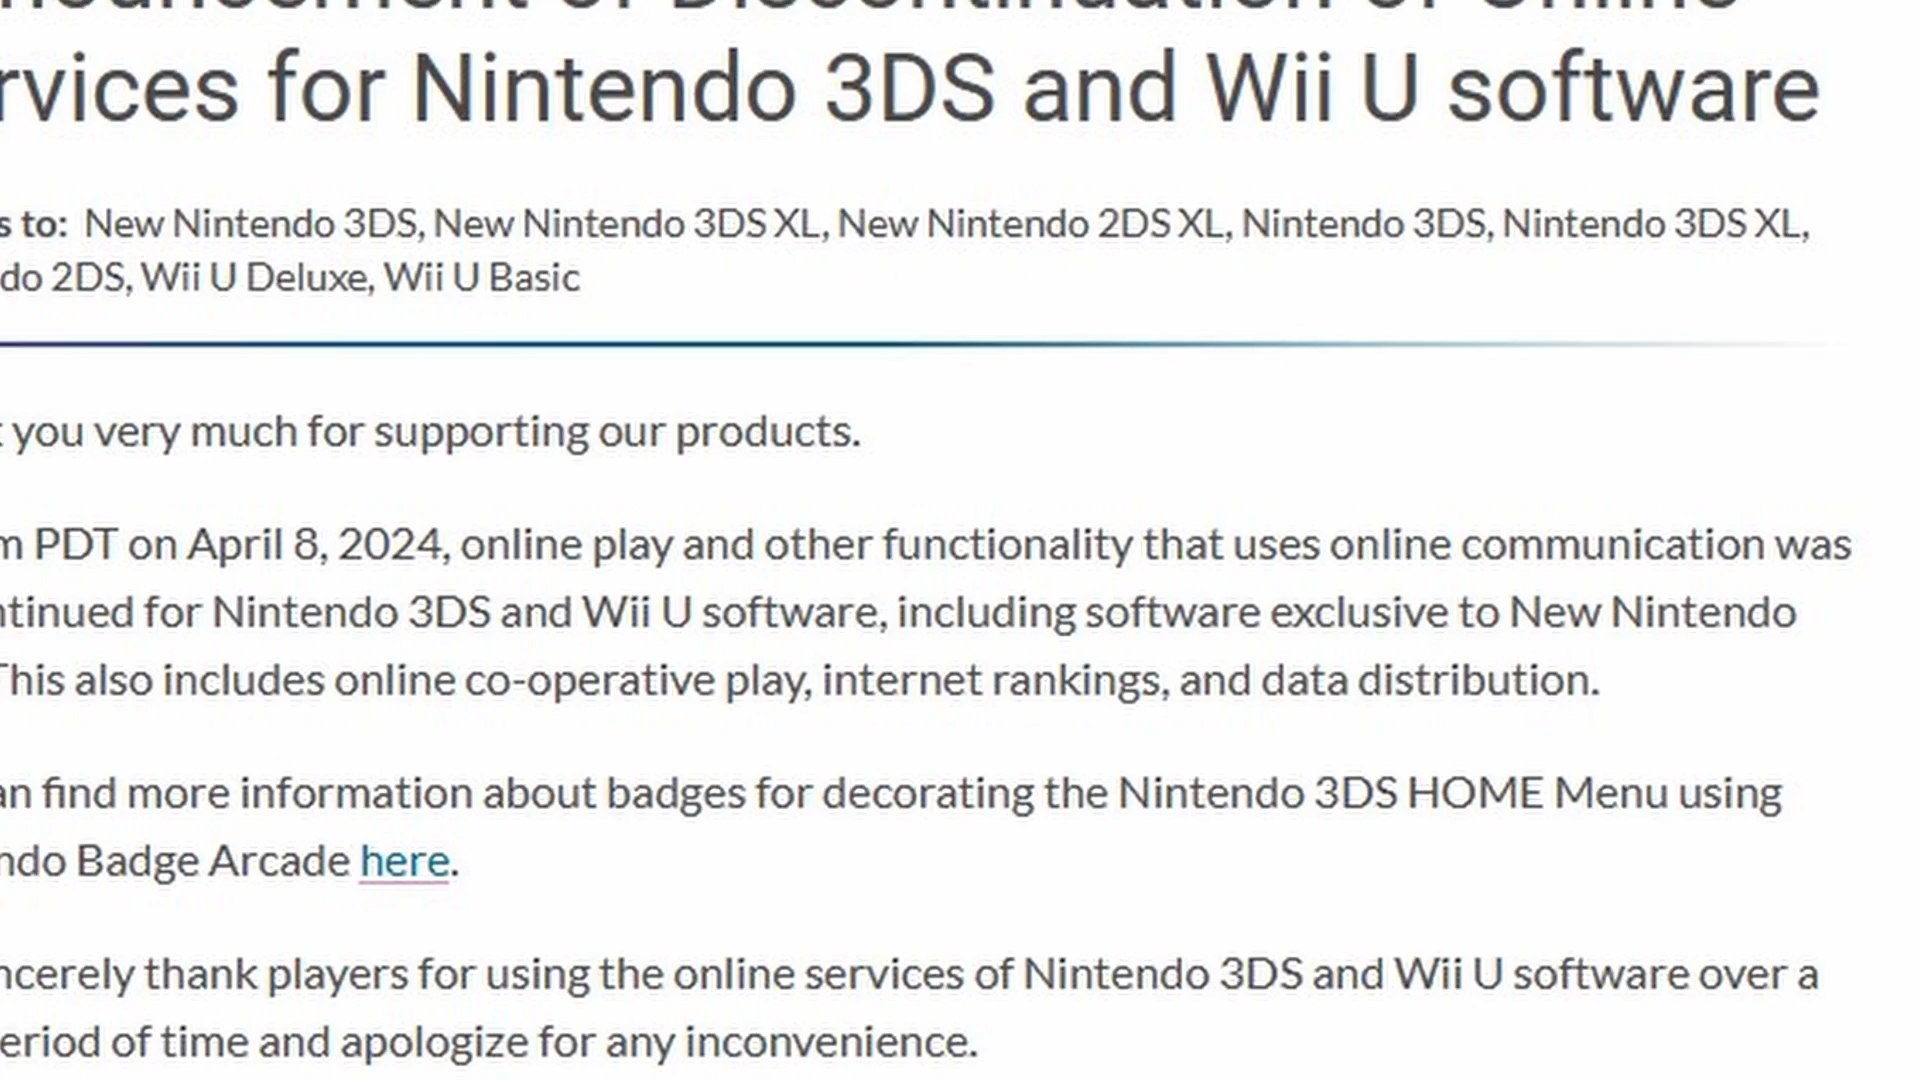 nouncement of Discontinuation of Online
rvices for Nintendo 3DS and Wii U software
s to: New Nintendo 3DS, New Nintendo 3DS XL, New Nintendo 2DS XL, Nintendo 3DS, Nintendo 3DS XL,
do 2DS, Wii U Deluxe, Wii U Basic
you very much for supporting our products.
m PDT on April 8, 2024, online play and other functionality that uses online communication was
ntinued for Nintendo 3DS and Wii U software, including software exclusive to New Nintendo
This also includes online co-operative play, internet rankings, and data distribution.
an find more information about badges for decorating the Nintendo 3DS HOME Menu using
ndo Badge Arcade here.
ncerely thank players for using the online services of Nintendo 3DS and Wii U software over a
eriod of time and apologize for any inconvenience.